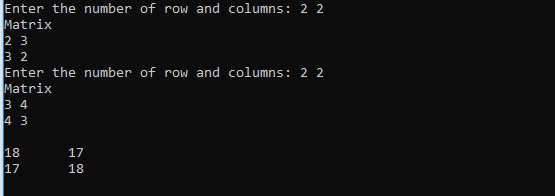 Enter the number of row and columns: 2 2
Matrix
2 3
3 2
Enter the number of row and columns: 2 2
Matrix
3 4
4 3
18 17
17 18